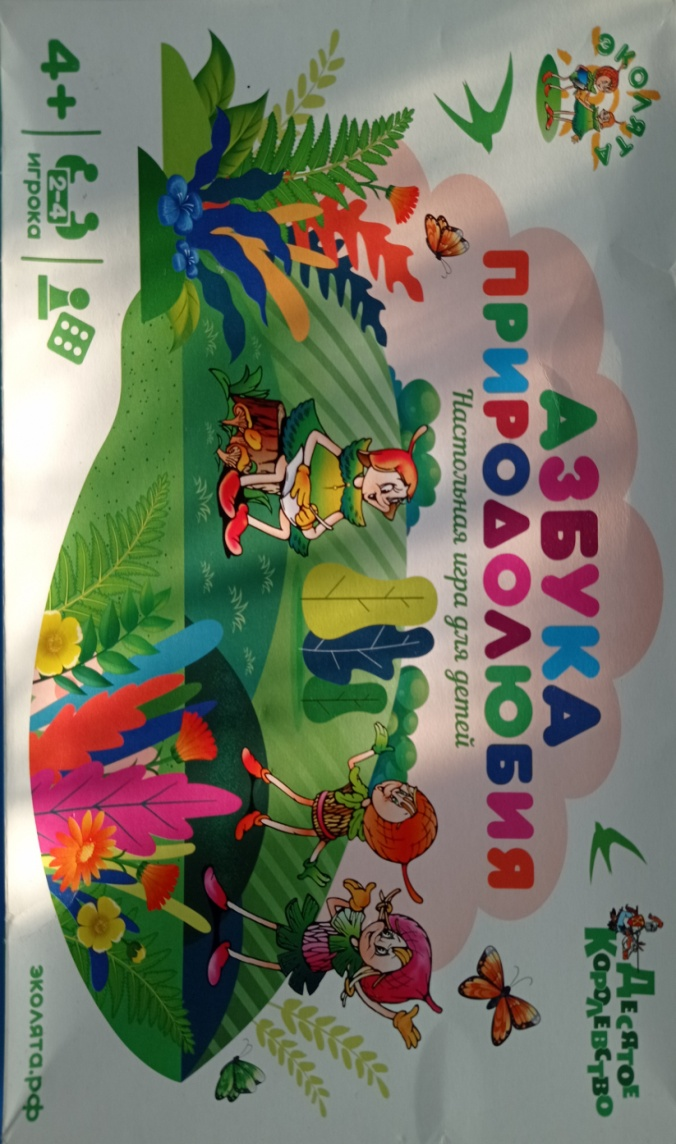 ЭКОЛЯТА
ДЕСЯТОЕ
КОРОЛЕВСТВО
АЗБУКА
ПРИРОДОЛЮБИЯ
Настольная игра для детей
4+
2-4
игрока
эколята.рф